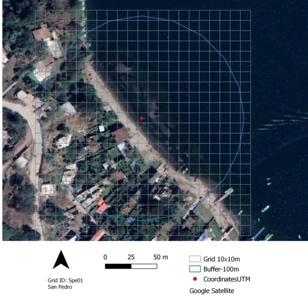 0 25 50 m
Grid ID: Spe01
San Pedro
Grid 10x10m
Buffer-100m
CoordinatesUTM
Google Satellite